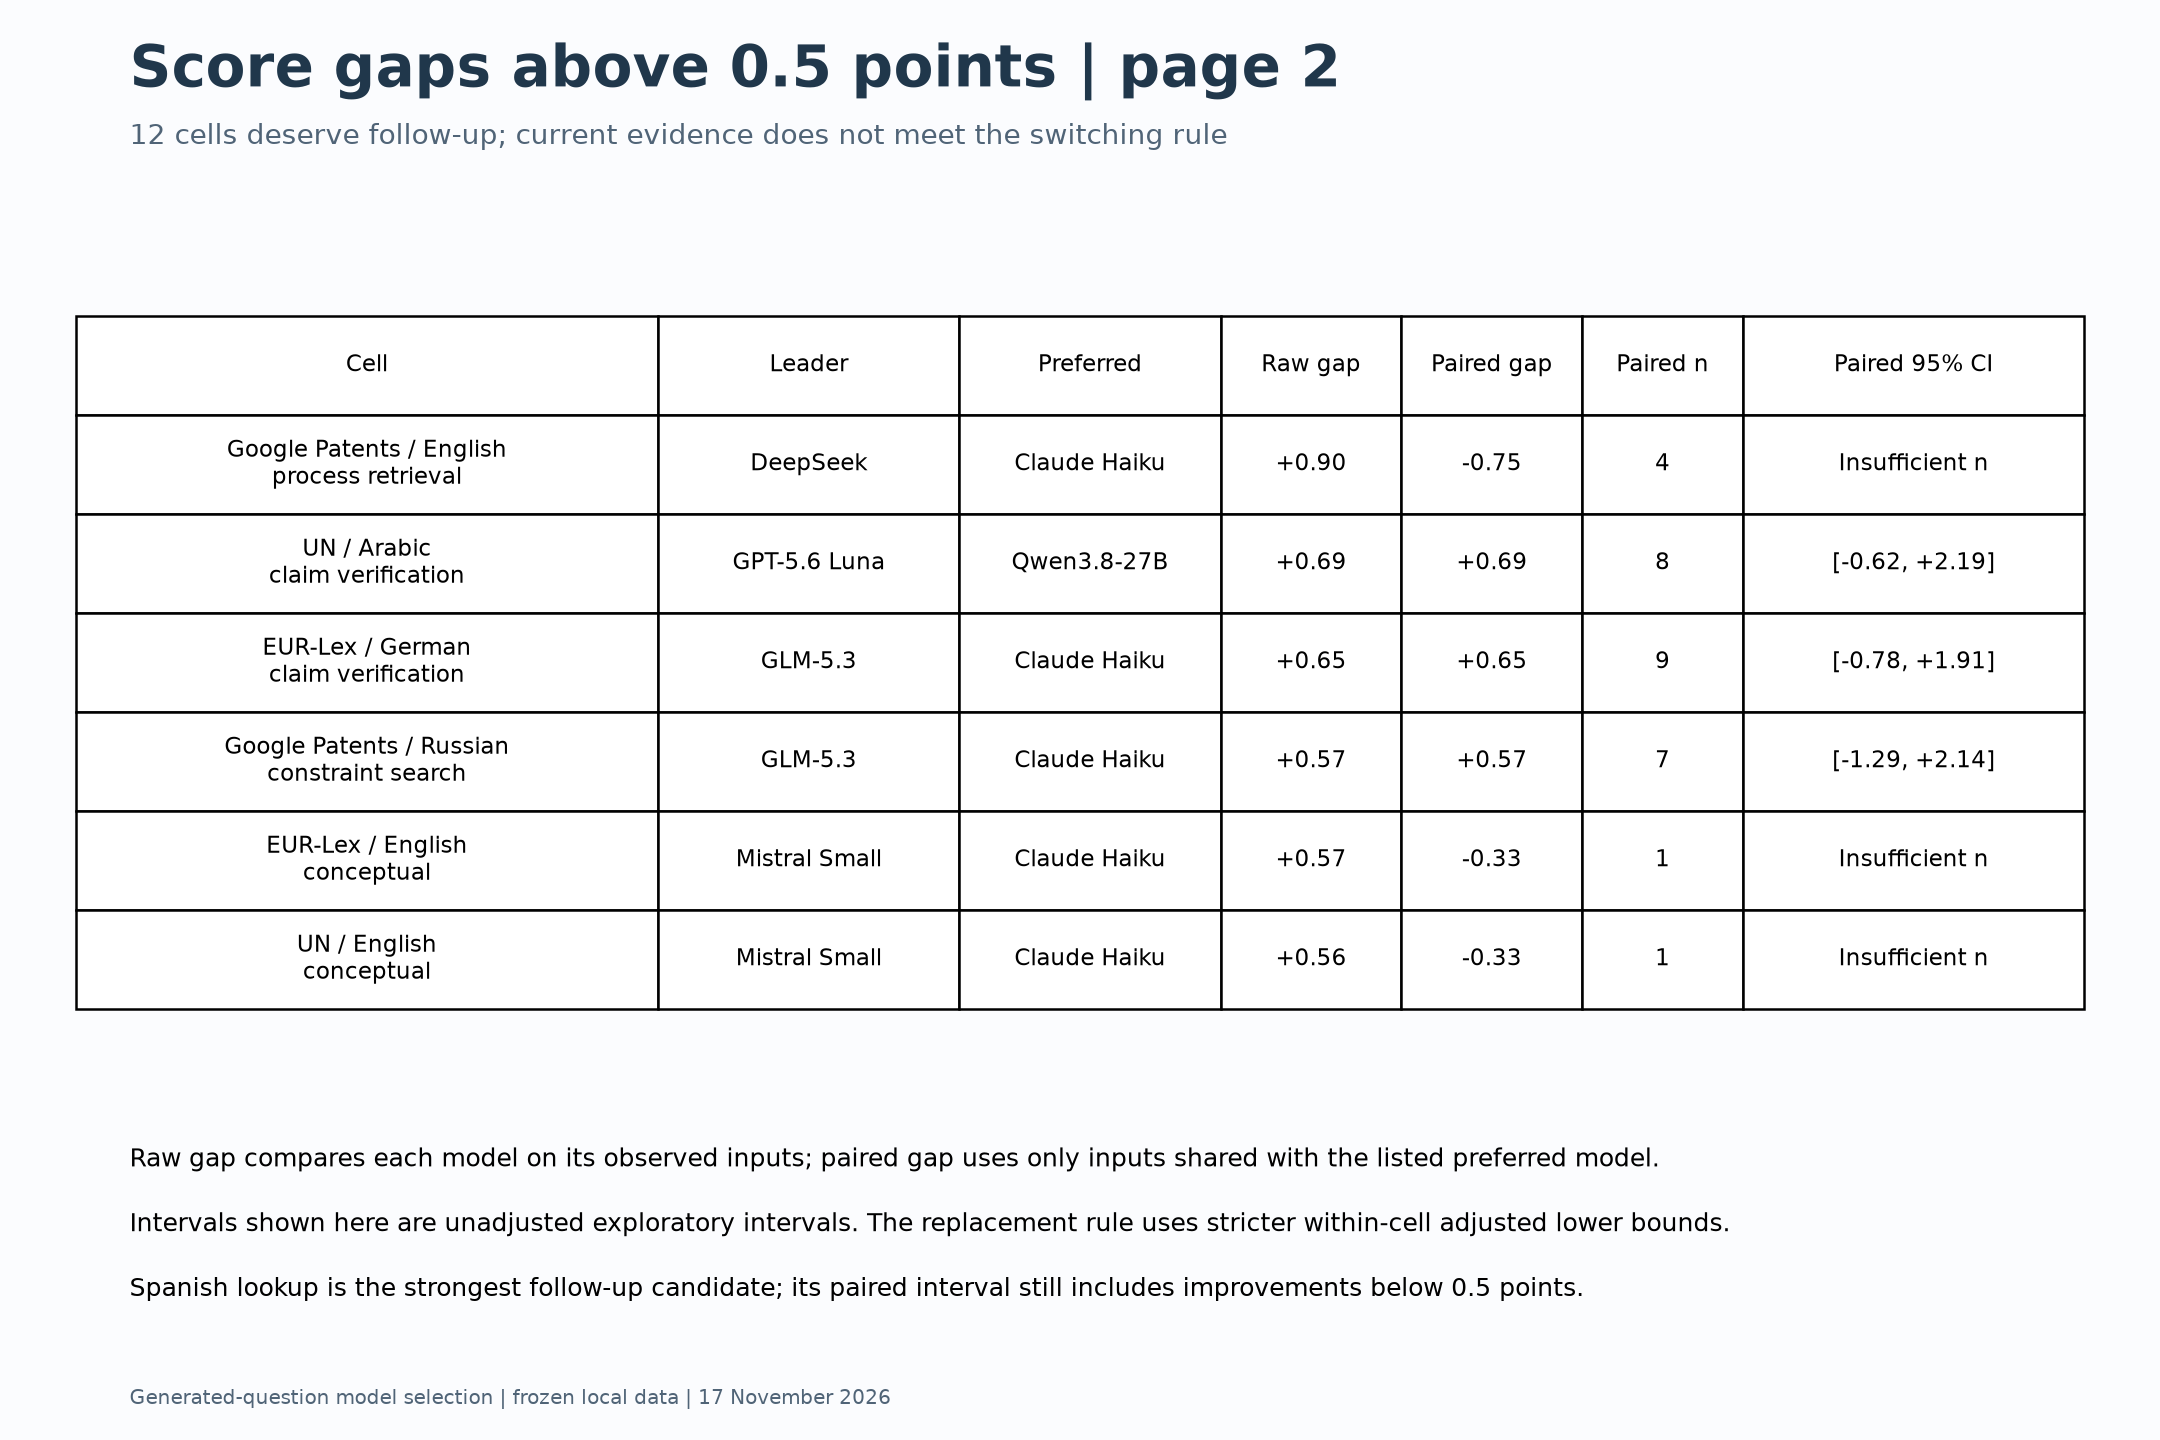 Score gaps above 0.5 points | page 2
12 cells deserve follow-up; current evidence does not meet the switching rule
Cell Leader Preferred Raw gap Paired gap Paired n Paired 95% CI
Google Patents / English
process retrieval
DeepSeek Claude Haiku +0.90 -0.75 4 Insufficient n
UN / Arabic
claim verification
GPT-5.6 Luna Qwen3.8-27B +0.69 +0.69 8 [-0.62, +2.19]
EUR-Lex / German
claim verification
GLM-5.3 Claude Haiku +0.65 +0.65 9 [-0.78, +1.91]
Google Patents / Russian
constraint search
GLM-5.3 Claude Haiku +0.57 +0.57 7 [-1.29, +2.14]
EUR-Lex / English
conceptual
Mistral Small Claude Haiku +0.57 -0.33 1 Insufficient n
UN / English
conceptual
Mistral Small Claude Haiku +0.56 -0.33 1 Insufficient n
Raw gap compares each model on its observed inputs; paired gap uses only inputs shared with the listed preferred model.
Intervals shown here are unadjusted exploratory intervals. The replacement rule uses stricter within-cell adjusted lower bounds.
Spanish lookup is the strongest follow-up candidate; its paired interval still includes improvements below 0.5 points.
Generated-question model selection | frozen local data | 17 November 2026